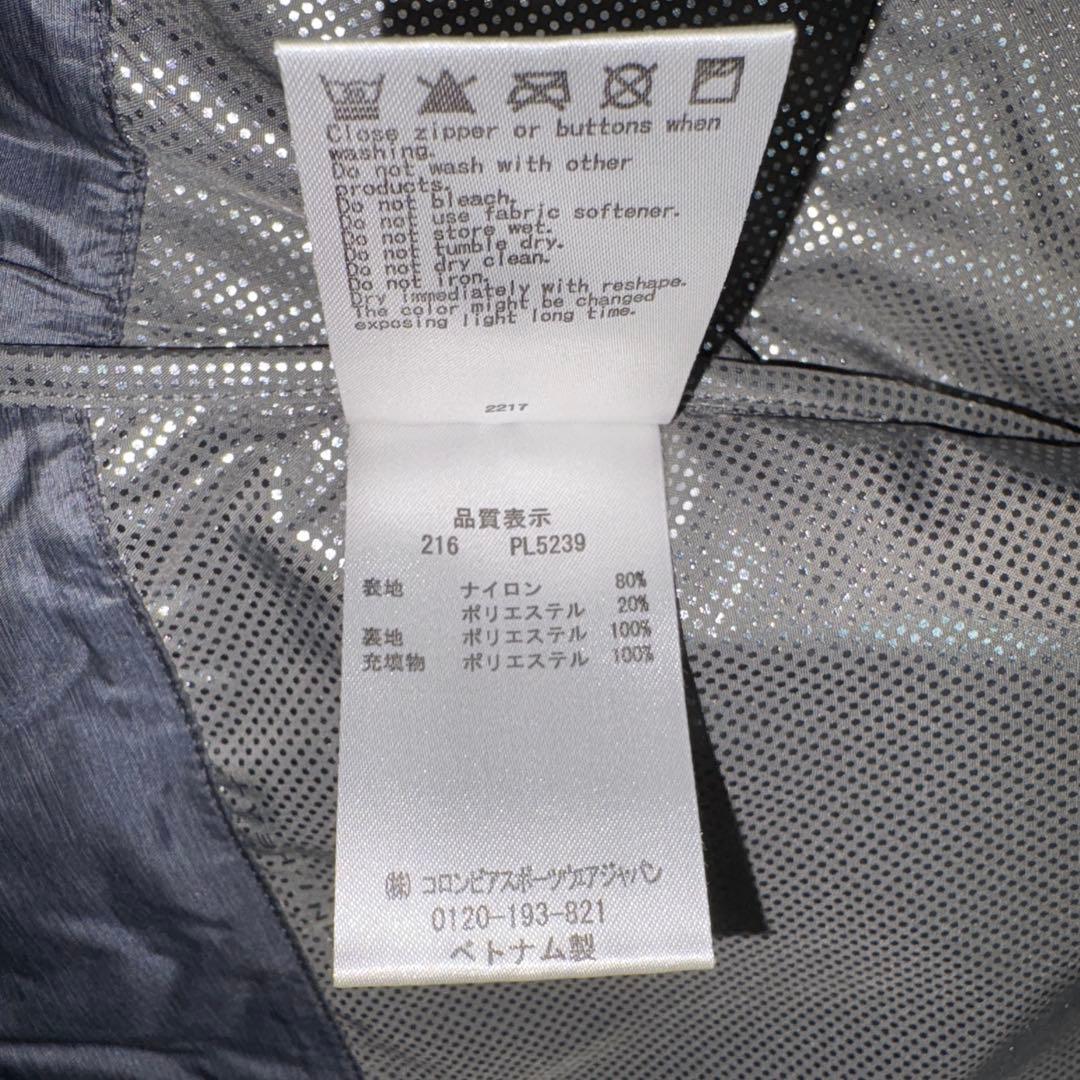 Close zipper or buttons when
washing.
Do not wash with other
products.
Do not bleach.
Do not use fabric softener.
Do not store wet.
Do not tumble dry.
Do not dry clean.
Do not iron.
Dry immediately with reshape.
The color might be changed
exposing light long time.
2217
品質表示
216 PL5239
表地 ナイロン 80%
ポリエステル 20%
裏地 ポリエステル 100%
充填物 ポリエステル 100%
㈱ コロンビアスポーツウェアジャパン
0120-193-821
ベトナム製